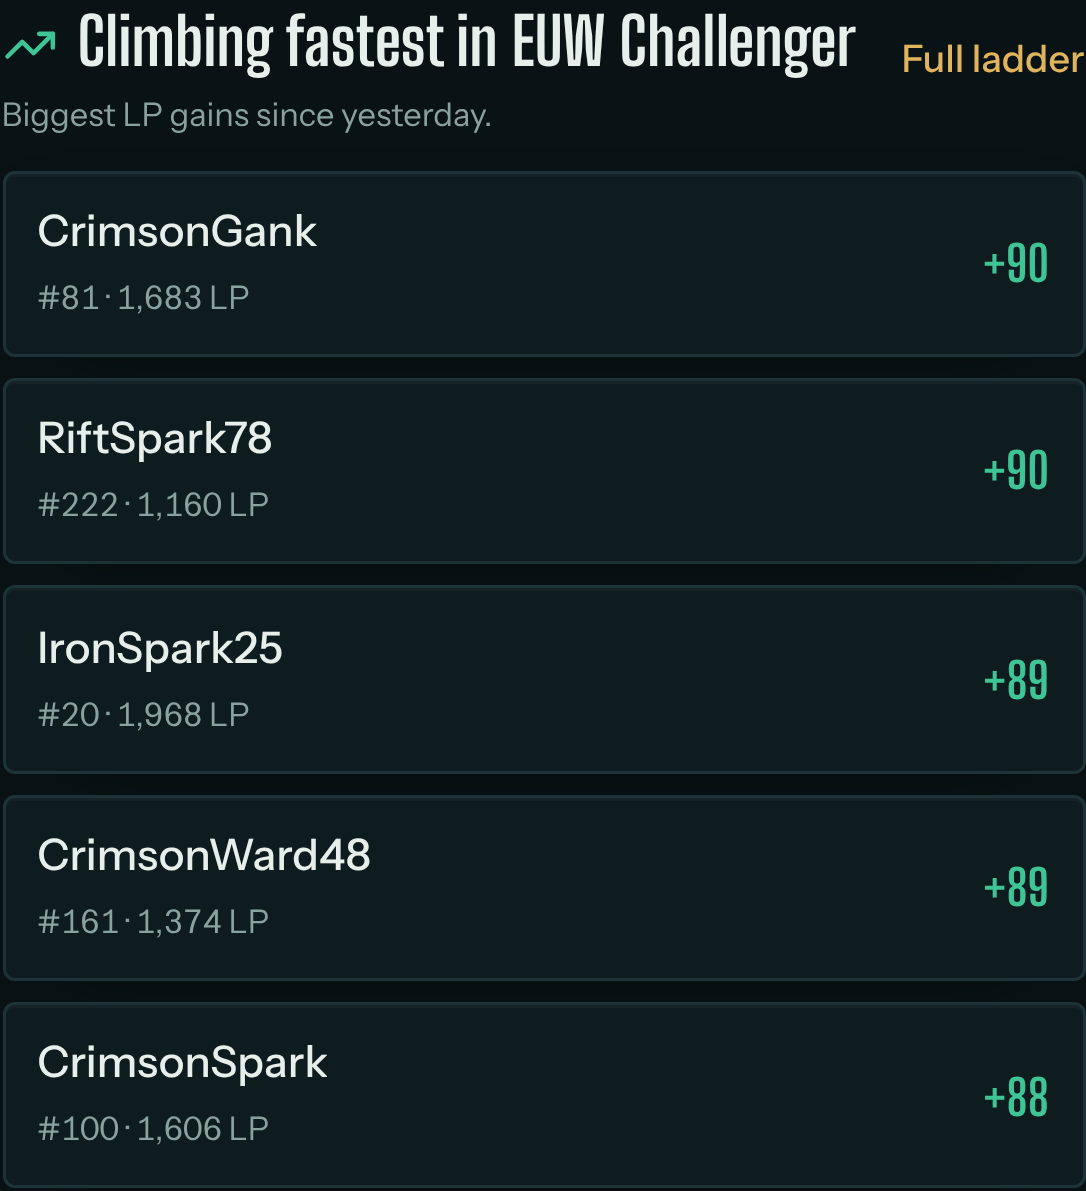 Climbing fastest in EUW Challenger
Full ladder
Biggest LP gains since yesterday.
CrimsonGank
+90
#81 · 1,683 LP
RiftSpark78
+90
#222 · 1,160 LP
IronSpark25
+89
#20 · 1,968 LP
CrimsonWard48
+89
#161 · 1,374 LP
CrimsonSpark
+88
#100 · 1,606 LP